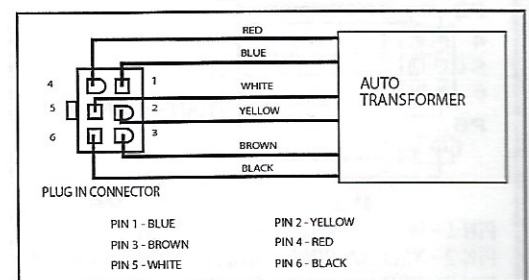 RED
BLUE
4 1 WHITE
5 2 YELLOW
6 3 BROWN
BLACK
AUTO
TRANSFORMER
PLUG IN CONNECTOR
PIN 1 - BLUE PIN 2 - YELLOW
PIN 3 - BROWN PIN 4 - RED
PIN 5 - WHITE PIN 6 - BLACK